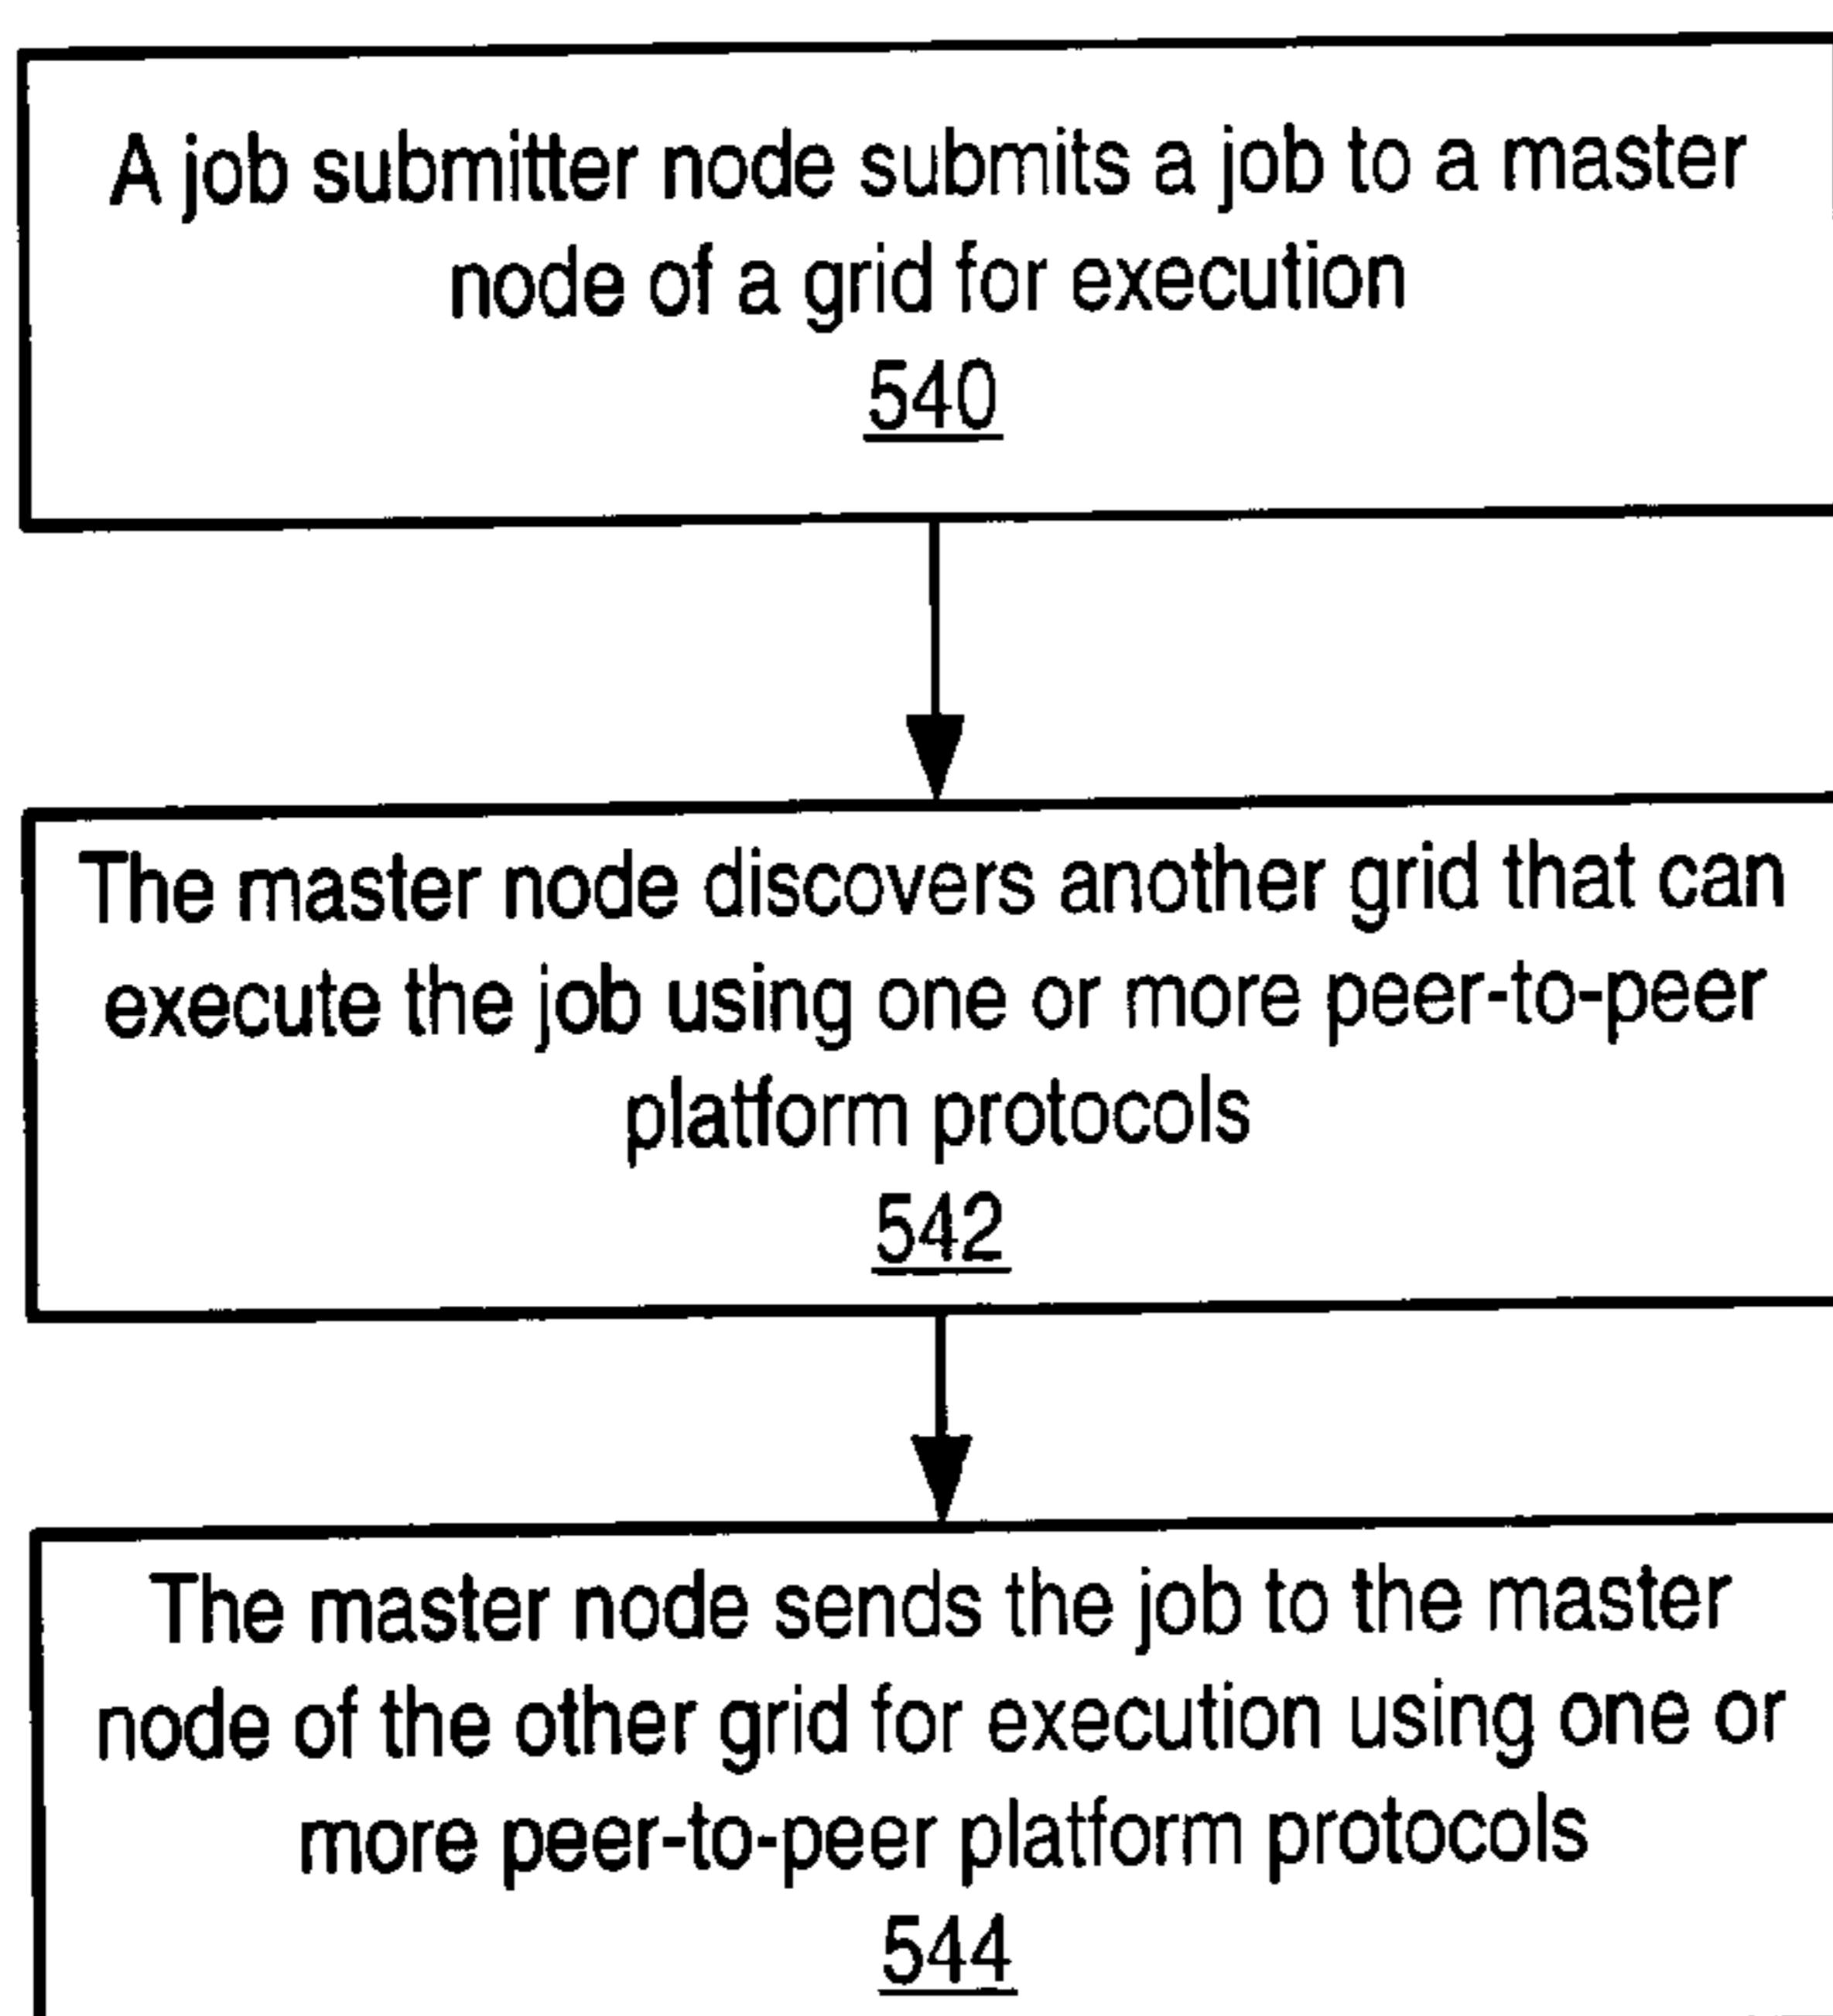 A job submitter node submits a job to a master
node of a grid for execution
540
The master node discovers another grid that can
execute the job using one or more peer-to-peer
platform protocols
542
The master node sends the job to the master
node of the other grid for execution using one or
more peer-to-peer platform protocols
544